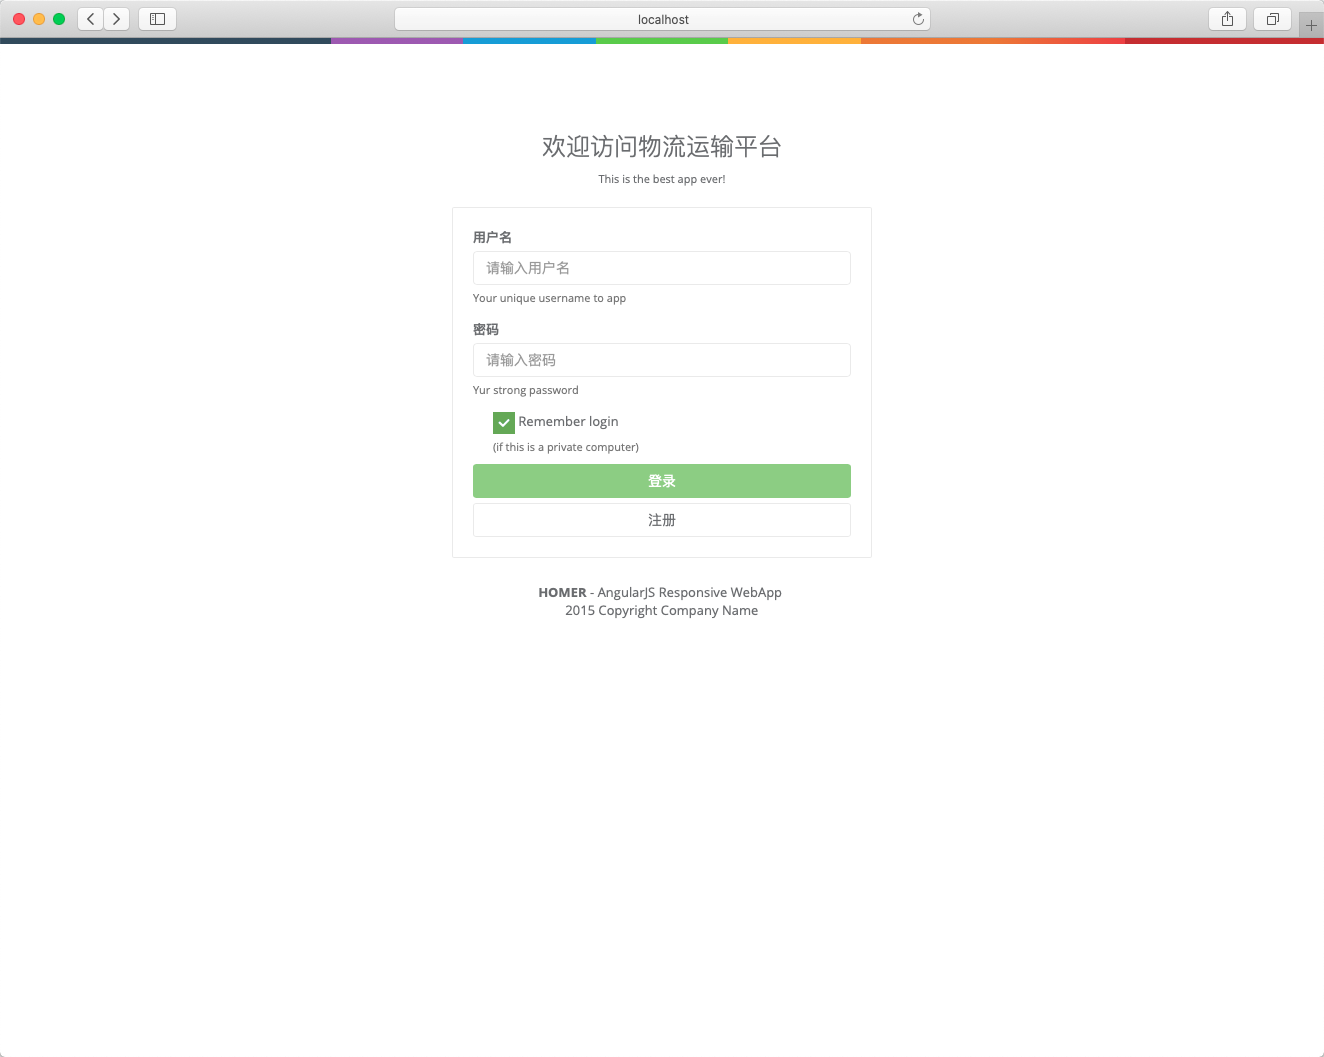 localhost
欢迎访问物流运输平台
This is the best app ever!
用户名
请输入用户名
Your unique username to app
密码
请输入密码
Yur strong password
Remember login
(if this is a private computer)
登录
注册
HOMER - AngularJS Responsive WebApp
2015 Copyright Company Name